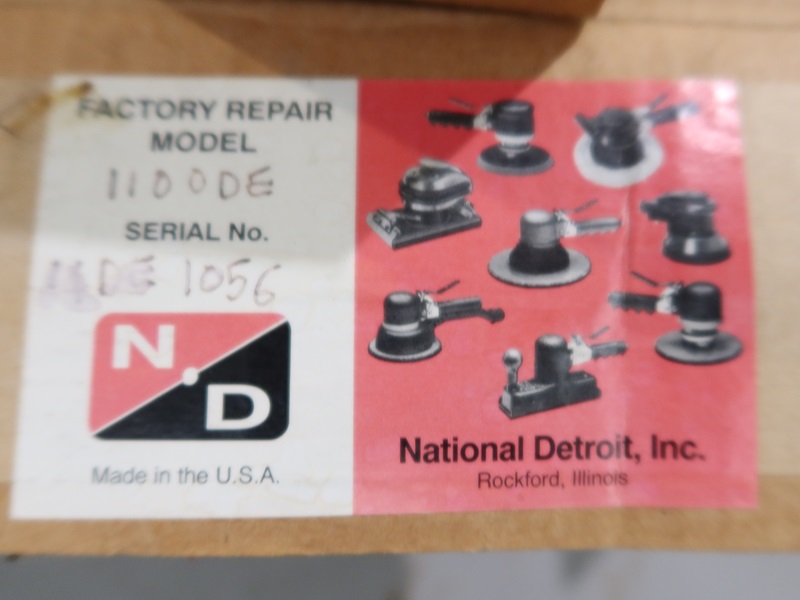 FACTORY REPAIR
MODEL
1100DE
SERIAL No.
DE 1056
N
D
Made in the U.S.A.
National Detroit, Inc.
Rockford, Illinois